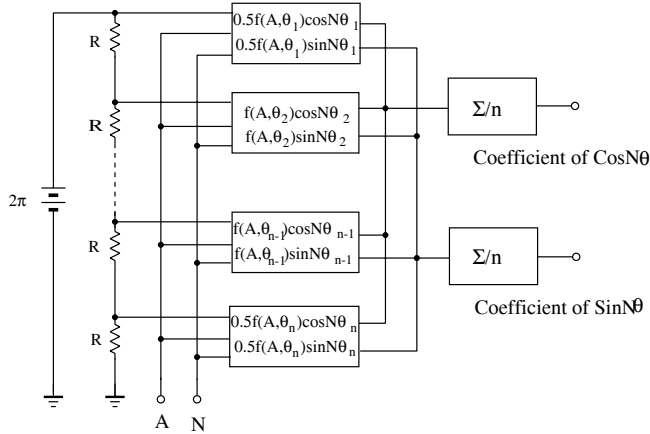 R
0.5f(A,θ₁)cosNθ₁
0.5f(A,θ₁)sinNθ₁
R
f(A,θ₂)cosNθ₂
f(A,θ₂)sinNθ₂
Σ/n
Coefficient of CosNθ
2π
R
f(A,θₙ₋₁)cosNθₙ₋₁
f(A,θₙ₋₁)sinNθₙ₋₁
Σ/n
Coefficient of SinNθ
R
0.5f(A,θₙ)cosNθₙ
0.5f(A,θₙ)sinNθₙ
A N